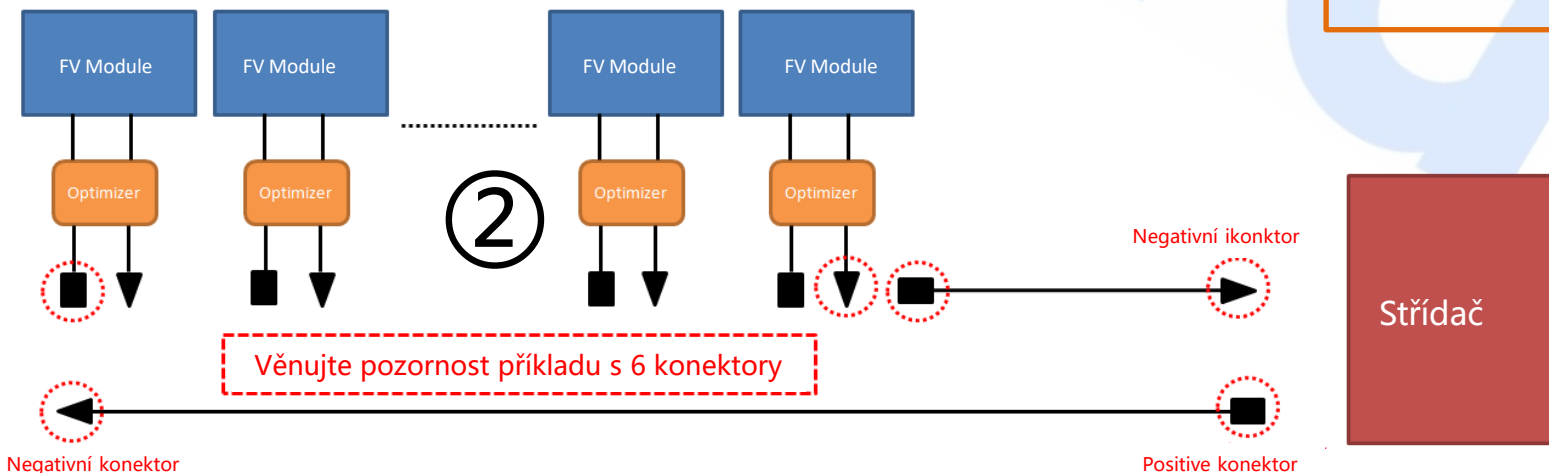 FV Module
FV Module
FV Module
FV Module
Optimizer
Optimizer
Optimizer
Optimizer
②
Negativní ikonktor
Střídač
Věnujte pozornost příkladu s 6 konektory
Negativní konektor
Positive konektor